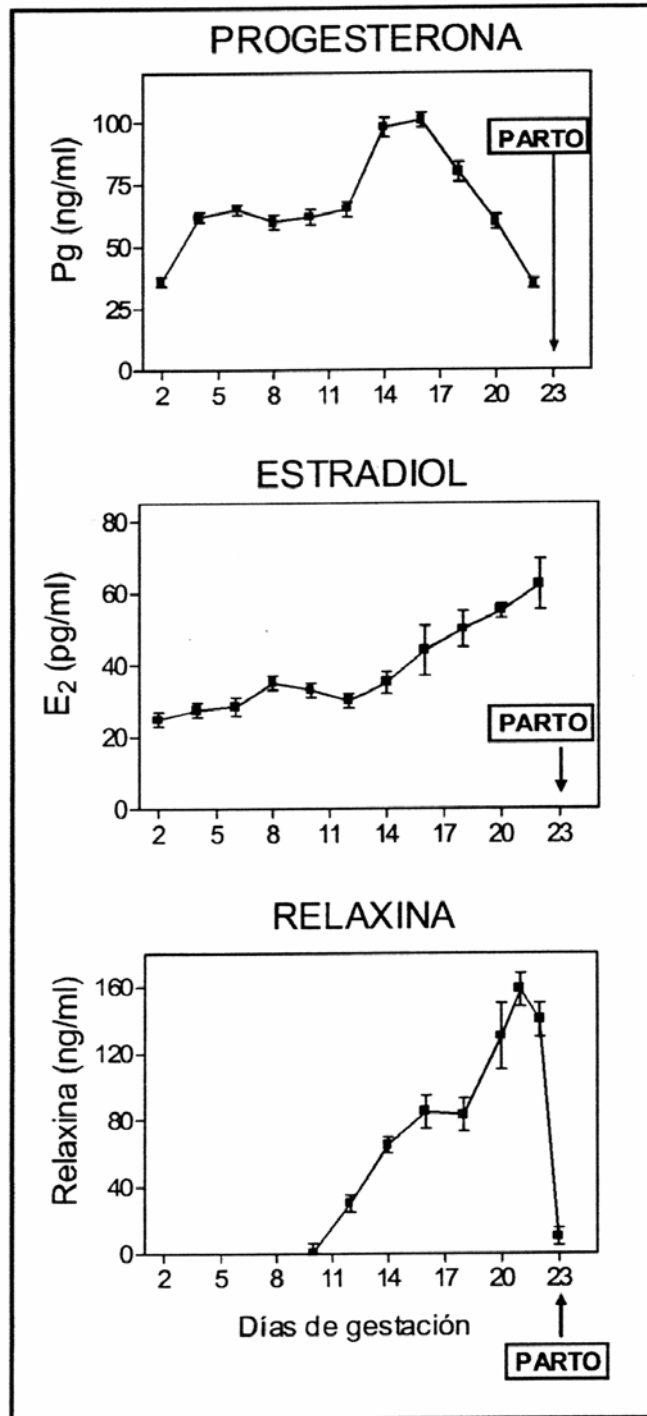 PROGESTERONA
Pg (ng/ml)
100
75
50
25
0
PARTO
2 5 8 11 14 17 20 23
ESTRADIOL
E₂ (pg/ml)
80
60
40
20
0
PARTO
2 5 8 11 14 17 20 23
RELAXINA
Relaxina (ng/ml)
160
120
80
40
0
2 5 8 11 14 17 20 23
Días de gestación
PARTO